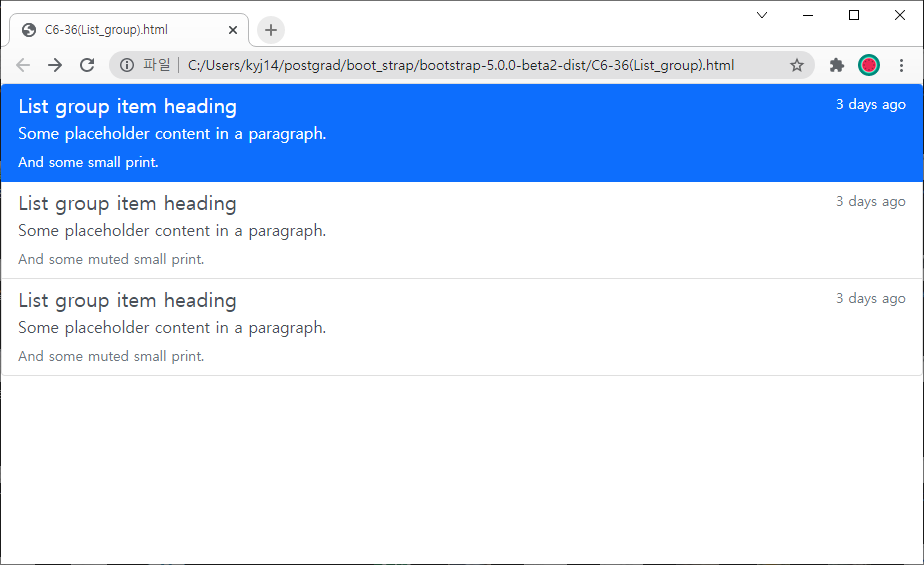 C6-36(List_group).html
파일 C:/Users/kyj14/postgrad/boot_strap/bootstrap-5.0.0-beta2-dist/C6-36(List_group).html
List group item heading 3 days ago
Some placeholder content in a paragraph.
And some small print.
List group item heading 3 days ago
Some placeholder content in a paragraph.
And some muted small print.
List group item heading 3 days ago
Some placeholder content in a paragraph.
And some muted small print.